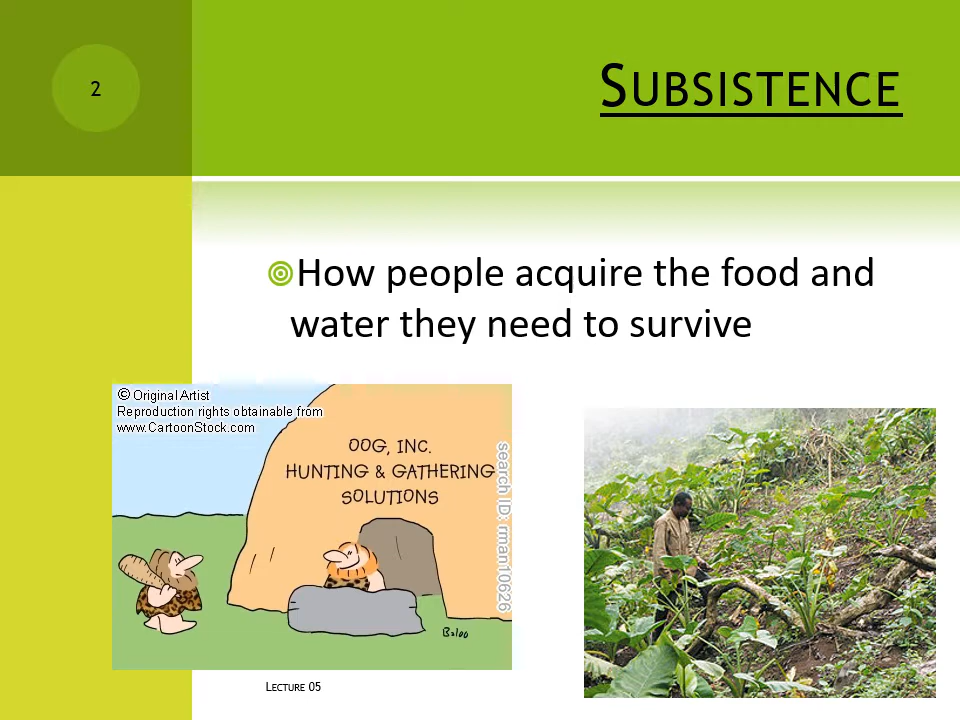 2
SUBSISTENCE
How people acquire the food and
water they need to survive
© Original Artist
Reproduction rights obtainable from
www.CartoonStock.com
OOG, INC.
HUNTING & GATHERING
SOLUTIONS
search ID: rman10626
Baloo
LECTURE 05